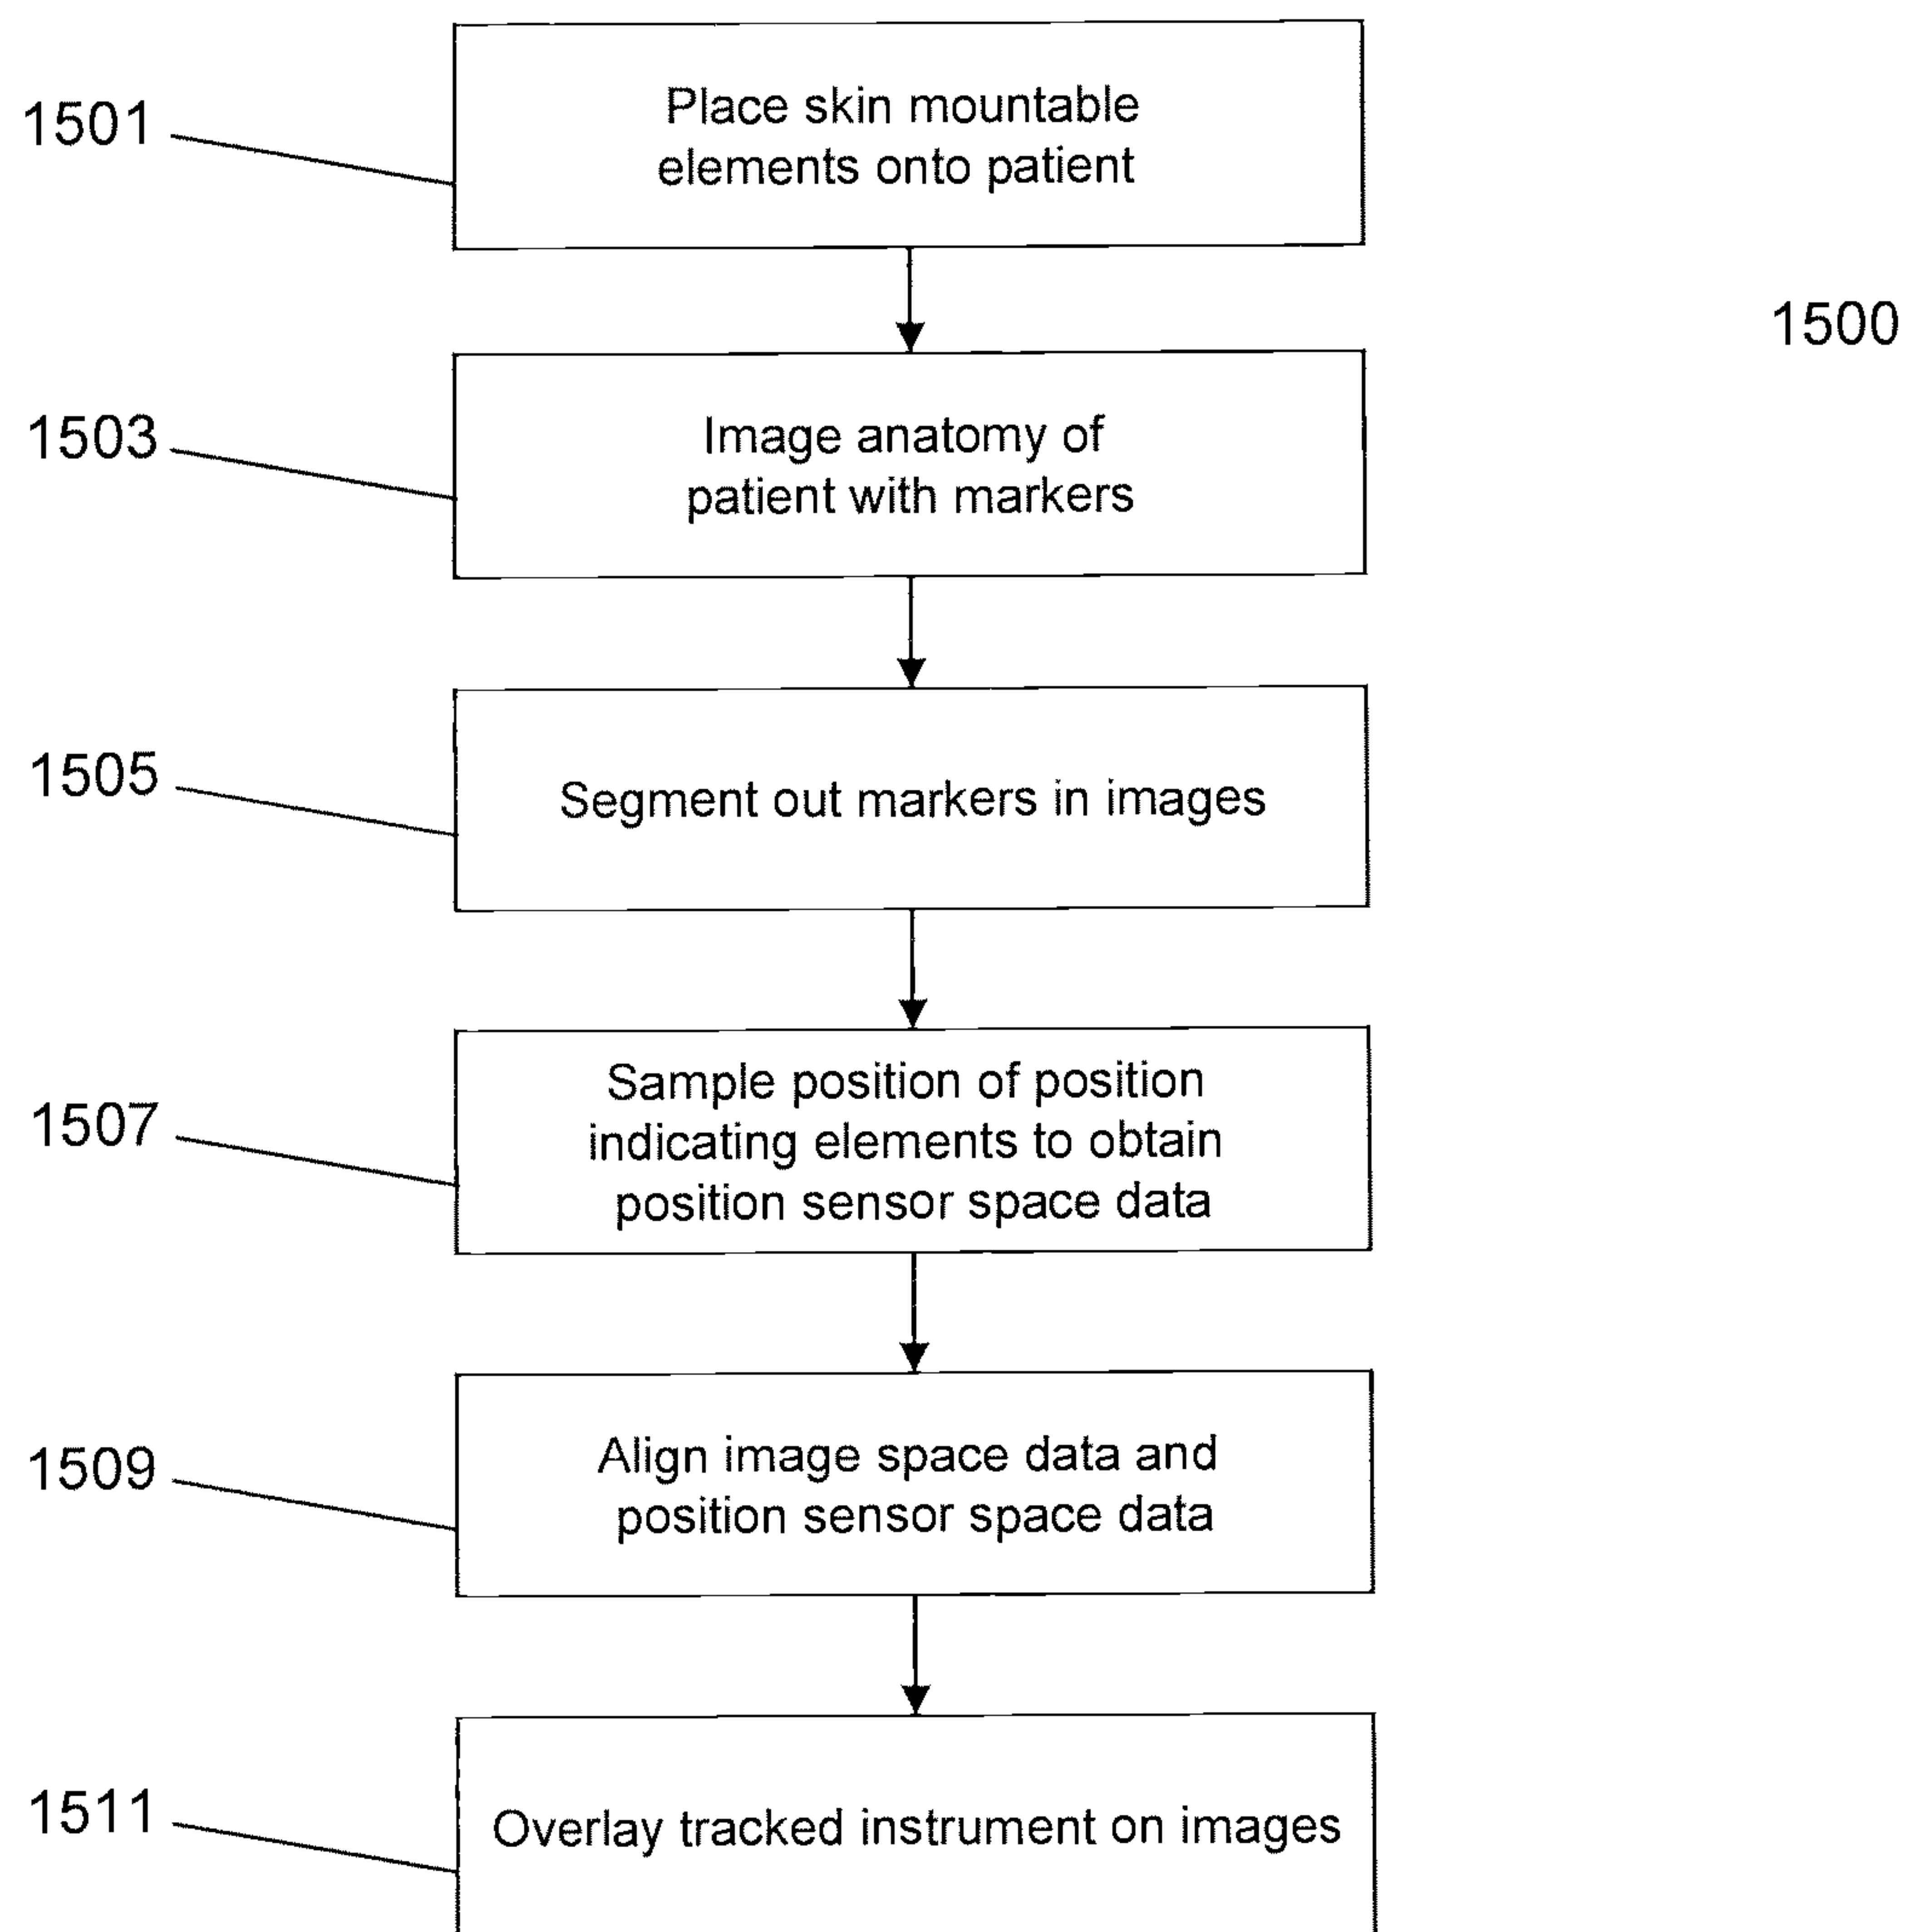 1501
Place skin mountable
elements onto patient
1500
1503
Image anatomy of
patient with markers
1505
Segment out markers in images
1507
Sample position of position
indicating elements to obtain
position sensor space data
1509
Align image space data and
position sensor space data
1511
Overlay tracked instrument on images